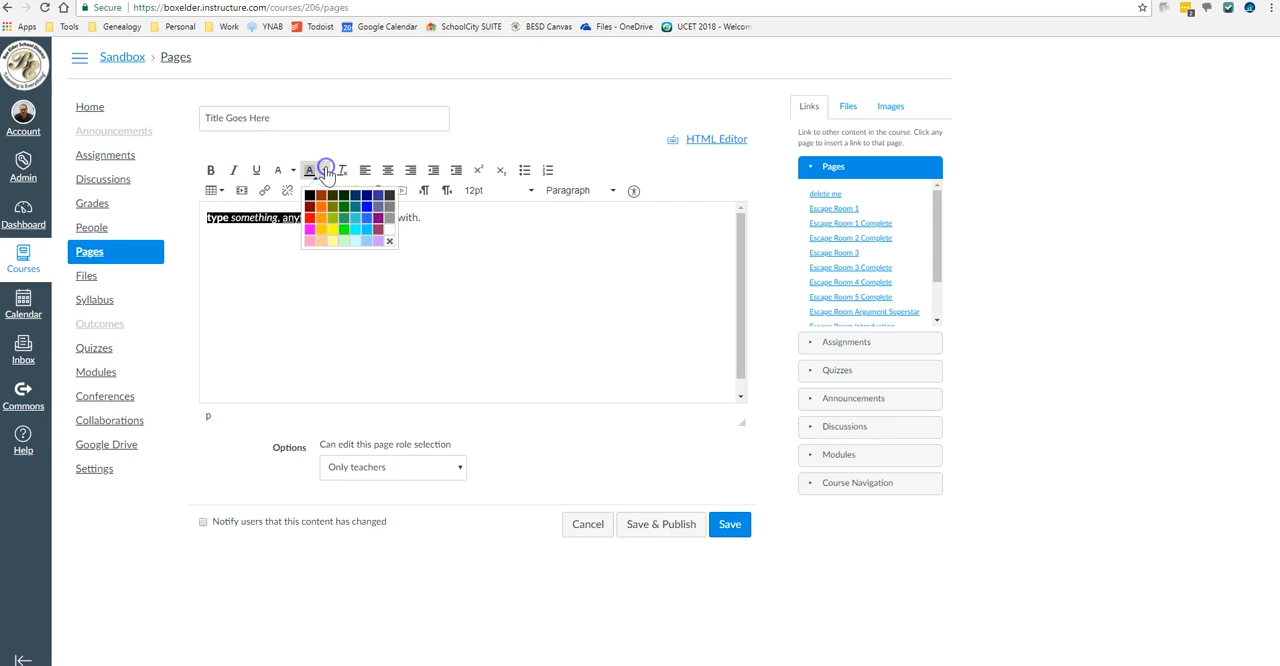 Secure https://boxelder.instructure.com/courses/206/pages
Apps Tools Genealogy Personal Work YNAB Todoist Google Calendar SchoolCity SUITE BESD Canvas Files - OneDrive UCET 2018 - Welcom
Sandbox > Pages
Account
Admin
Dashboard
Courses
Calendar
Inbox
Commons
Help
Home
Announcements
Assignments
Discussions
Grades
People
Pages
Files
Syllabus
Outcomes
Quizzes
Modules
Conferences
Collaborations
Google Drive
Settings
Title Goes Here
HTML Editor
12pt Paragraph
type something, any with.
p
Options Can edit this page role selection
Only teachers
Notify users that this content has changed
Cancel Save & Publish Save
Links Files Images
Link to other content in the course. Click any
page to insert a link to that page.
Pages
delete me
Escape Room 1
Escape Room 1 Complete
Escape Room 2 Complete
Escape Room 3
Escape Room 3 Complete
Escape Room 4 Complete
Escape Room 5 Complete
Escape Room Argument Superstar
Escape Room Introduction
Assignments
Quizzes
Announcements
Discussions
Modules
Course Navigation